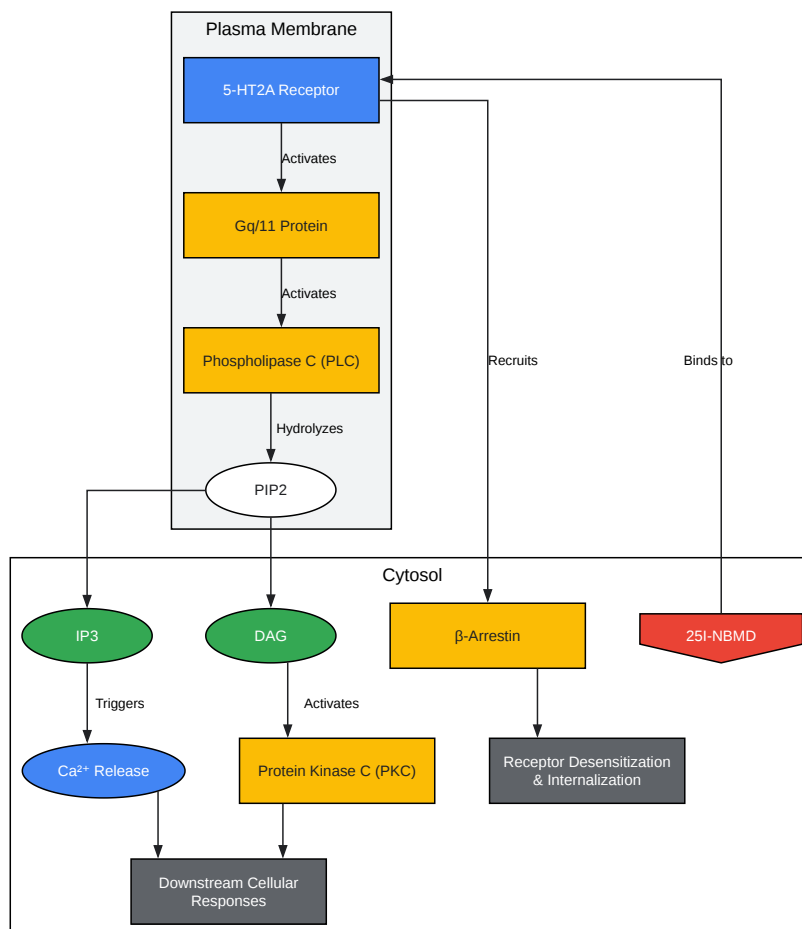 Plasma Membrane
5-HT2A Receptor
Activates
Gq/11 Protein
Activates
Phospholipase C (PLC)
Recruits
Binds to
Hydrolyzes
PIP2
Cytosol
IP3
DAG
β-Arrestin
25I-NBMD
Triggers
Activates
Ca²⁺ Release
Protein Kinase C (PKC)
Receptor Desensitization
& Internalization
Downstream Cellular
Responses